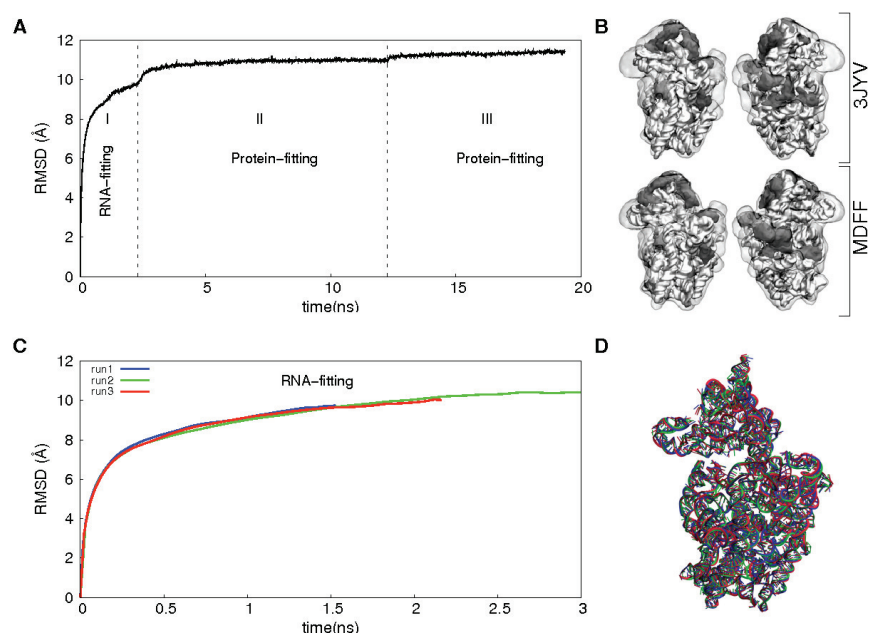 A
12
10
8
6
4
2
0
RMSD (Å)
0
5
10
15
20
time(ns)
I
RNA-fitting
II
Protein-fitting
III
Protein-fitting
B
3JYV
MDFF
C
12
10
8
6
4
2
0
RMSD (Å)
run1
run2
run3
RNA-fitting
0
0.5
1
1.5
2
2.5
3
time(ns)
D